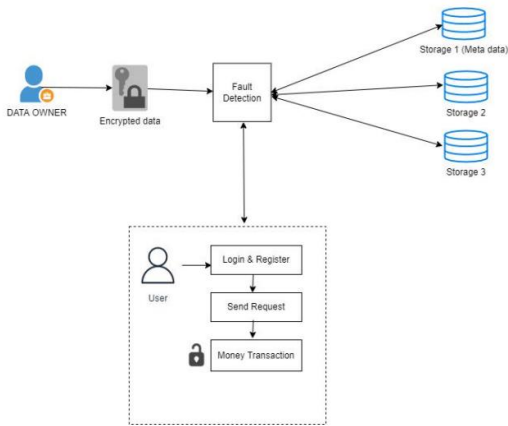 Storage 1 (Meta data)
DATA OWNER
Encrypted data
Fault
Detection
Storage 2
Storage 3
User
Login & Register
Send Request
Money Transaction